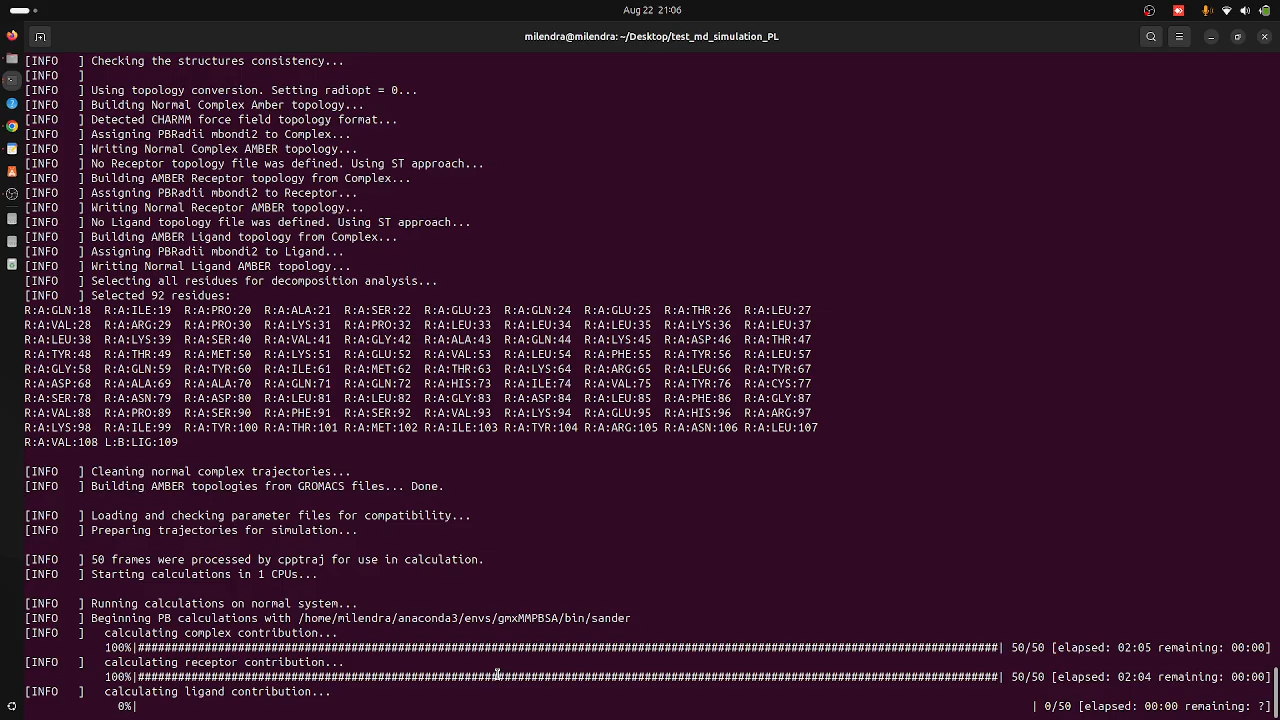 Aug 22 21:06
milendra@milendra: ~/Desktop/test_md_simulation_PL
[INFO   ] Checking the structures consistency...
[INFO   ]
[INFO   ] Using topology conversion. Setting radiopt = 0...
[INFO   ] Building Normal Complex Amber topology...
[INFO   ] Detected CHARMM force field topology format...
[INFO   ] Assigning PBRadii mbondi2 to Complex...
[INFO   ] Writing Normal Complex AMBER topology...
[INFO   ] No Receptor topology file was defined. Using ST approach...
[INFO   ] Building AMBER Receptor topology from Complex...
[INFO   ] Assigning PBRadii mbondi2 to Receptor...
[INFO   ] Writing Normal Receptor AMBER topology...
[INFO   ] No Ligand topology file was defined. Using ST approach...
[INFO   ] Building AMBER Ligand topology from Complex...
[INFO   ] Assigning PBRadii mbondi2 to Ligand...
[INFO   ] Writing Normal Ligand AMBER topology...
[INFO   ] Selecting all residues for decomposition analysis...
[INFO   ] Selected 92 residues:
R:A:GLN:18  R:A:ILE:19  R:A:PRO:20  R:A:ALA:21  R:A:SER:22  R:A:GLU:23  R:A:GLN:24  R:A:GLU:25  R:A:THR:26  R:A:LEU:27
R:A:VAL:28  R:A:ARG:29  R:A:PRO:30  R:A:LYS:31  R:A:PRO:32  R:A:LEU:33  R:A:LEU:34  R:A:LEU:35  R:A:LYS:36  R:A:LEU:37
R:A:LEU:38  R:A:LYS:39  R:A:SER:40  R:A:VAL:41  R:A:GLY:42  R:A:ALA:43  R:A:GLN:44  R:A:LYS:45  R:A:ASP:46  R:A:THR:47
R:A:TYR:48  R:A:THR:49  R:A:MET:50  R:A:LYS:51  R:A:GLU:52  R:A:VAL:53  R:A:LEU:54  R:A:PHE:55  R:A:TYR:56  R:A:LEU:57
R:A:GLY:58  R:A:GLN:59  R:A:TYR:60  R:A:ILE:61  R:A:MET:62  R:A:THR:63  R:A:LYS:64  R:A:ARG:65  R:A:LEU:66  R:A:TYR:67
R:A:ASP:68  R:A:ALA:69  R:A:ALA:70  R:A:GLN:71  R:A:GLN:72  R:A:HIS:73  R:A:ILE:74  R:A:VAL:75  R:A:TYR:76  R:A:CYS:77
R:A:SER:78  R:A:ASN:79  R:A:ASP:80  R:A:LEU:81  R:A:LEU:82  R:A:GLY:83  R:A:ASP:84  R:A:LEU:85  R:A:PHE:86  R:A:GLY:87
R:A:VAL:88  R:A:PRO:89  R:A:SER:90  R:A:PHE:91  R:A:SER:92  R:A:VAL:93  R:A:LYS:94  R:A:GLU:95  R:A:HIS:96  R:A:ARG:97
R:A:LYS:98  R:A:ILE:99  R:A:TYR:100 R:A:THR:101 R:A:MET:102 R:A:ILE:103 R:A:TYR:104 R:A:ARG:105 R:A:ASN:106 R:A:LEU:107
R:A:VAL:108 L:B:LIG:109
[INFO   ] Cleaning normal complex trajectories...
[INFO   ] Building AMBER topologies from GROMACS files... Done.
[INFO   ] Loading and checking parameter files for compatibility...
[INFO   ] Preparing trajectories for simulation...
[INFO   ] 50 frames were processed by cpptraj for use in calculation.
[INFO   ] Starting calculations in 1 CPUs...
[INFO   ] Running calculations on normal system...
[INFO   ] Beginning PB calculations with /home/milendra/anaconda3/envs/gmxMMPBSA/bin/sander
[INFO   ]   calculating complex contribution...
100%|#################################################################################################################################| 50/50 [elapsed: 02:05 remaining: 00:00]
[INFO   ]   calculating receptor contribution...
100%|#################################################################################################################################| 50/50 [elapsed: 02:04 remaining: 00:00]
[INFO   ]   calculating ligand contribution...
0%| | 0/50 [elapsed: 00:00 remaining: ?]